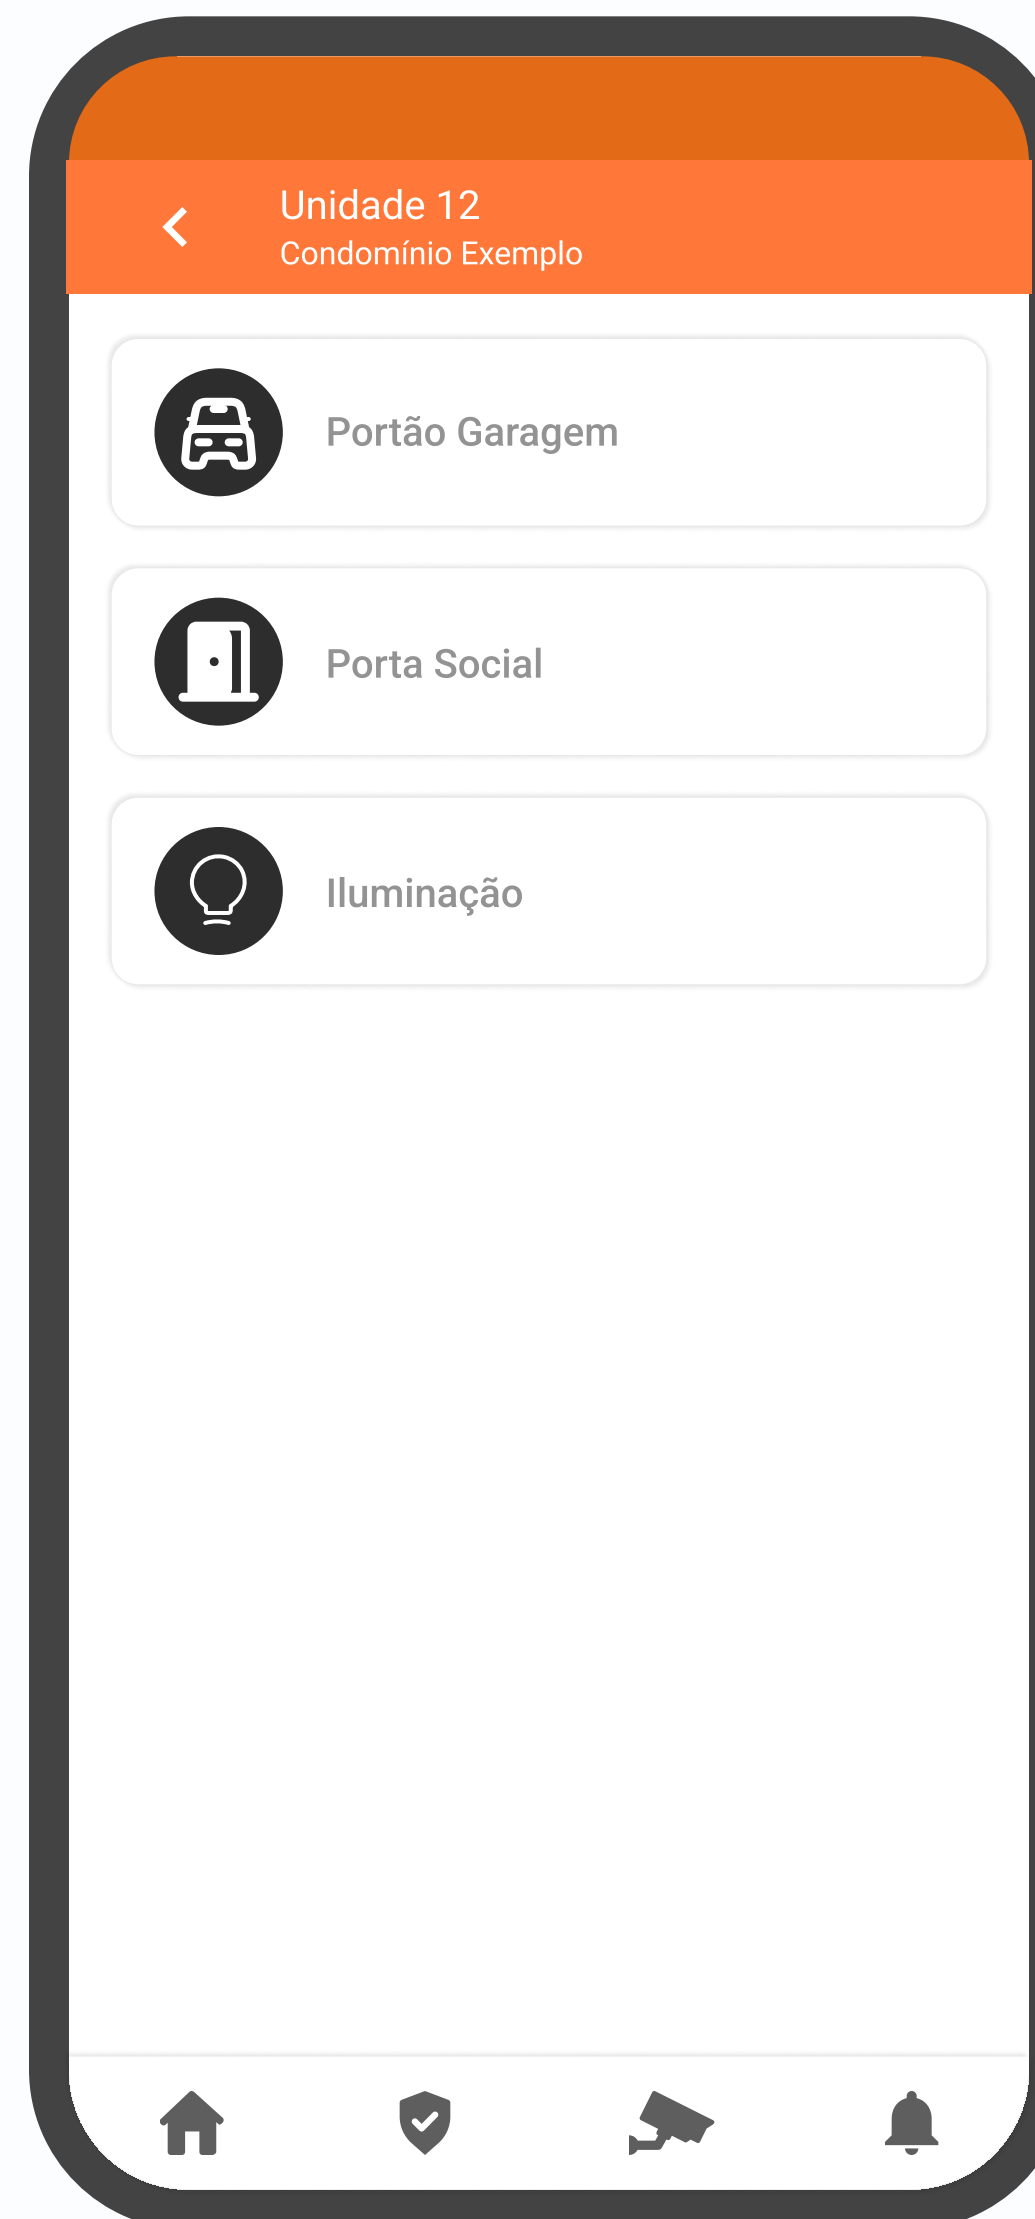 Unidade 12
Condomínio Exemplo
Portão Garagem
Porta Social
Iluminação